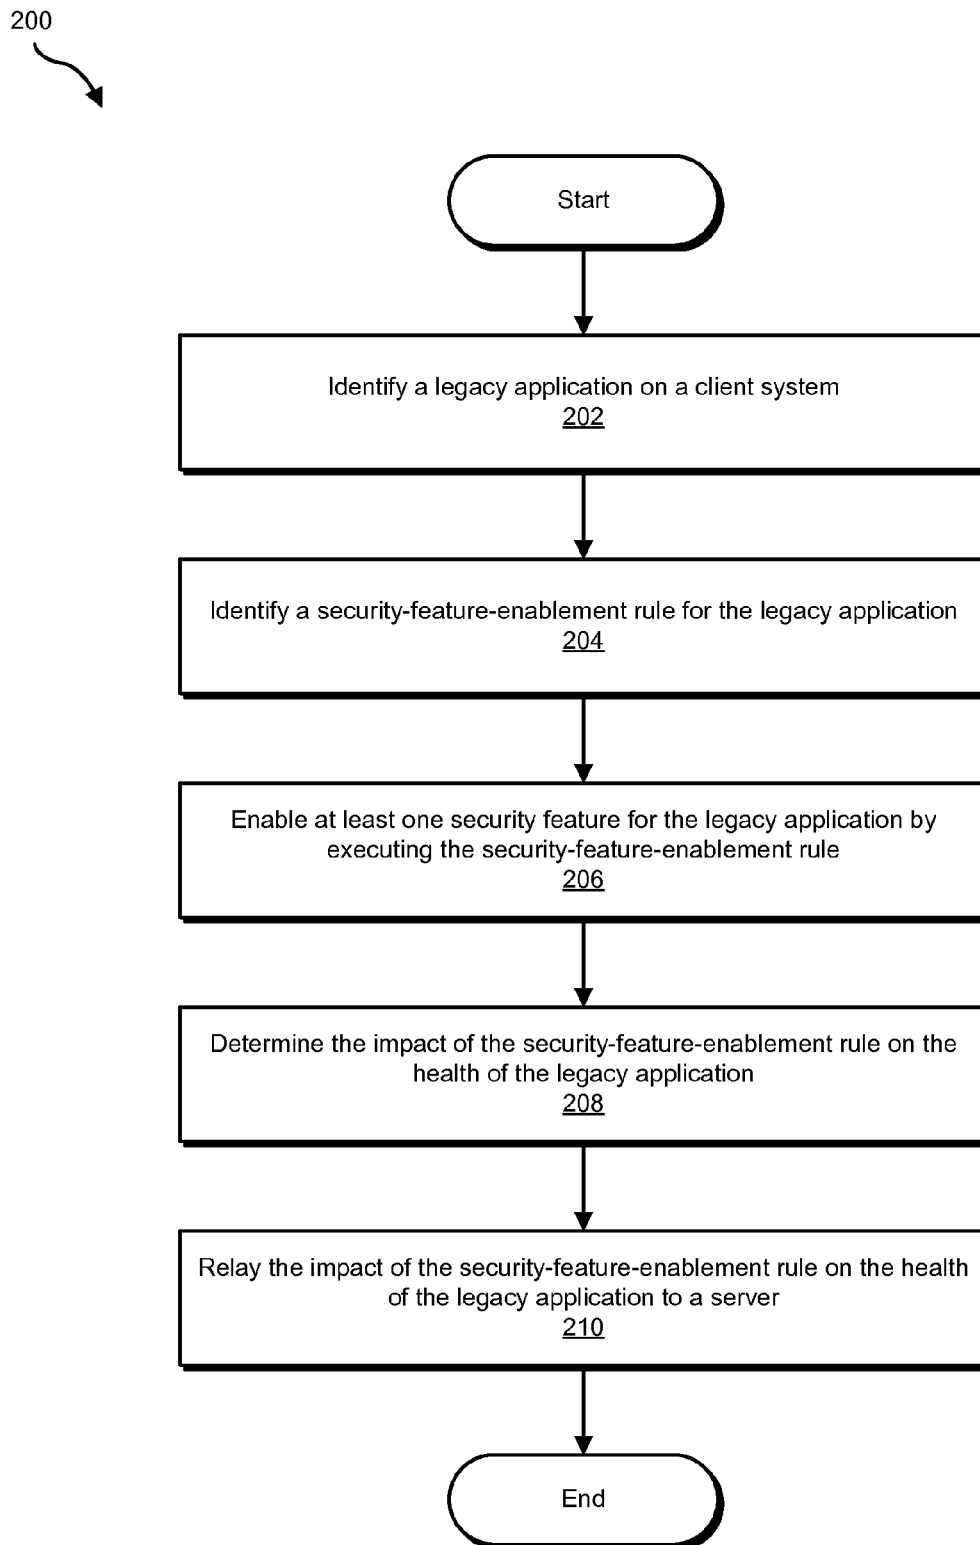 200
Start
Identify a legacy application on a client system
202
Identify a security-feature-enablement rule for the legacy application
204
Enable at least one security feature for the legacy application by
executing the security-feature-enablement rule
206
Determine the impact of the security-feature-enablement rule on the
health of the legacy application
208
Relay the impact of the security-feature-enablement rule on the health
of the legacy application to a server
210
End